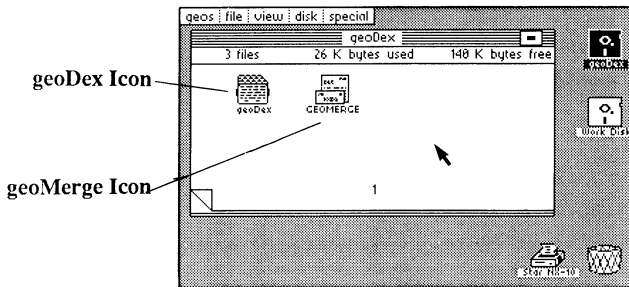 geos file view disk special
geoDex
3 files 26 K bytes used 140 K bytes free
geoDex Icon
geoDex GEOMERGE
geoDex
Work Disk
geoMerge Icon
1
Star NX-10